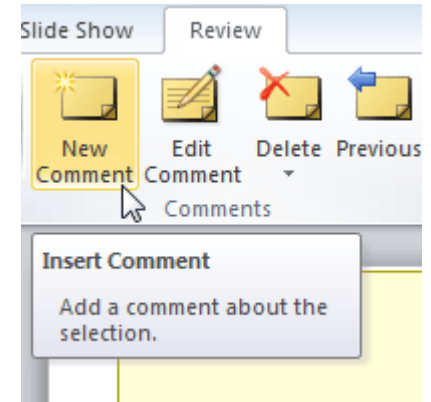 Slide Show Review
New Edit Delete Previous
Comment Comment
Comments
Insert Comment
Add a comment about the
selection.